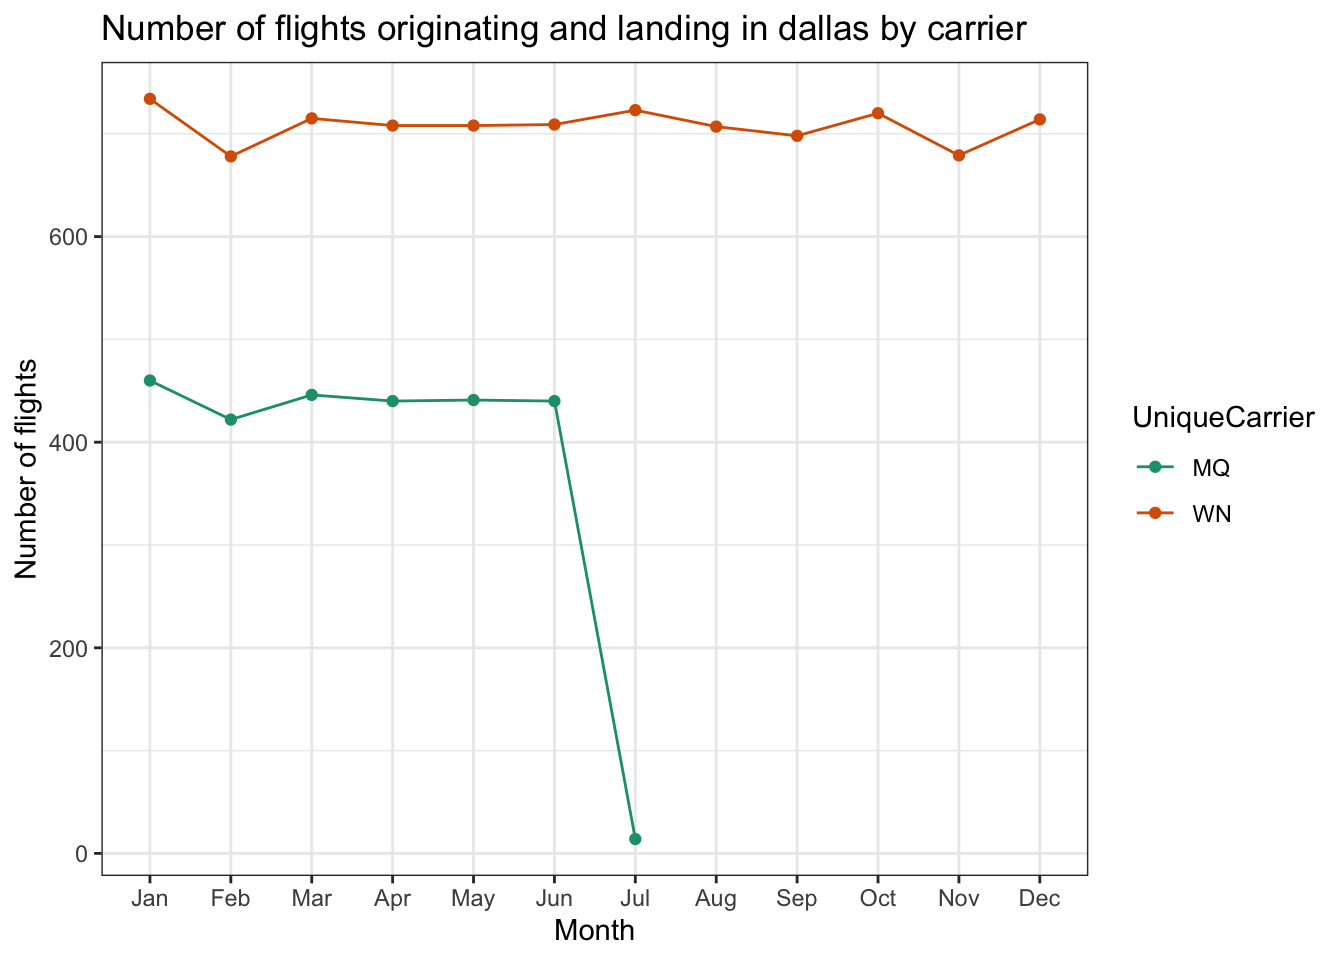 Number of flights originating and landing in dallas by carrier
Number of flights
600
400
200
0
Jan Feb Mar Apr May Jun Jul Aug Sep Oct Nov Dec
Month
UniqueCarrier
MQ
WN